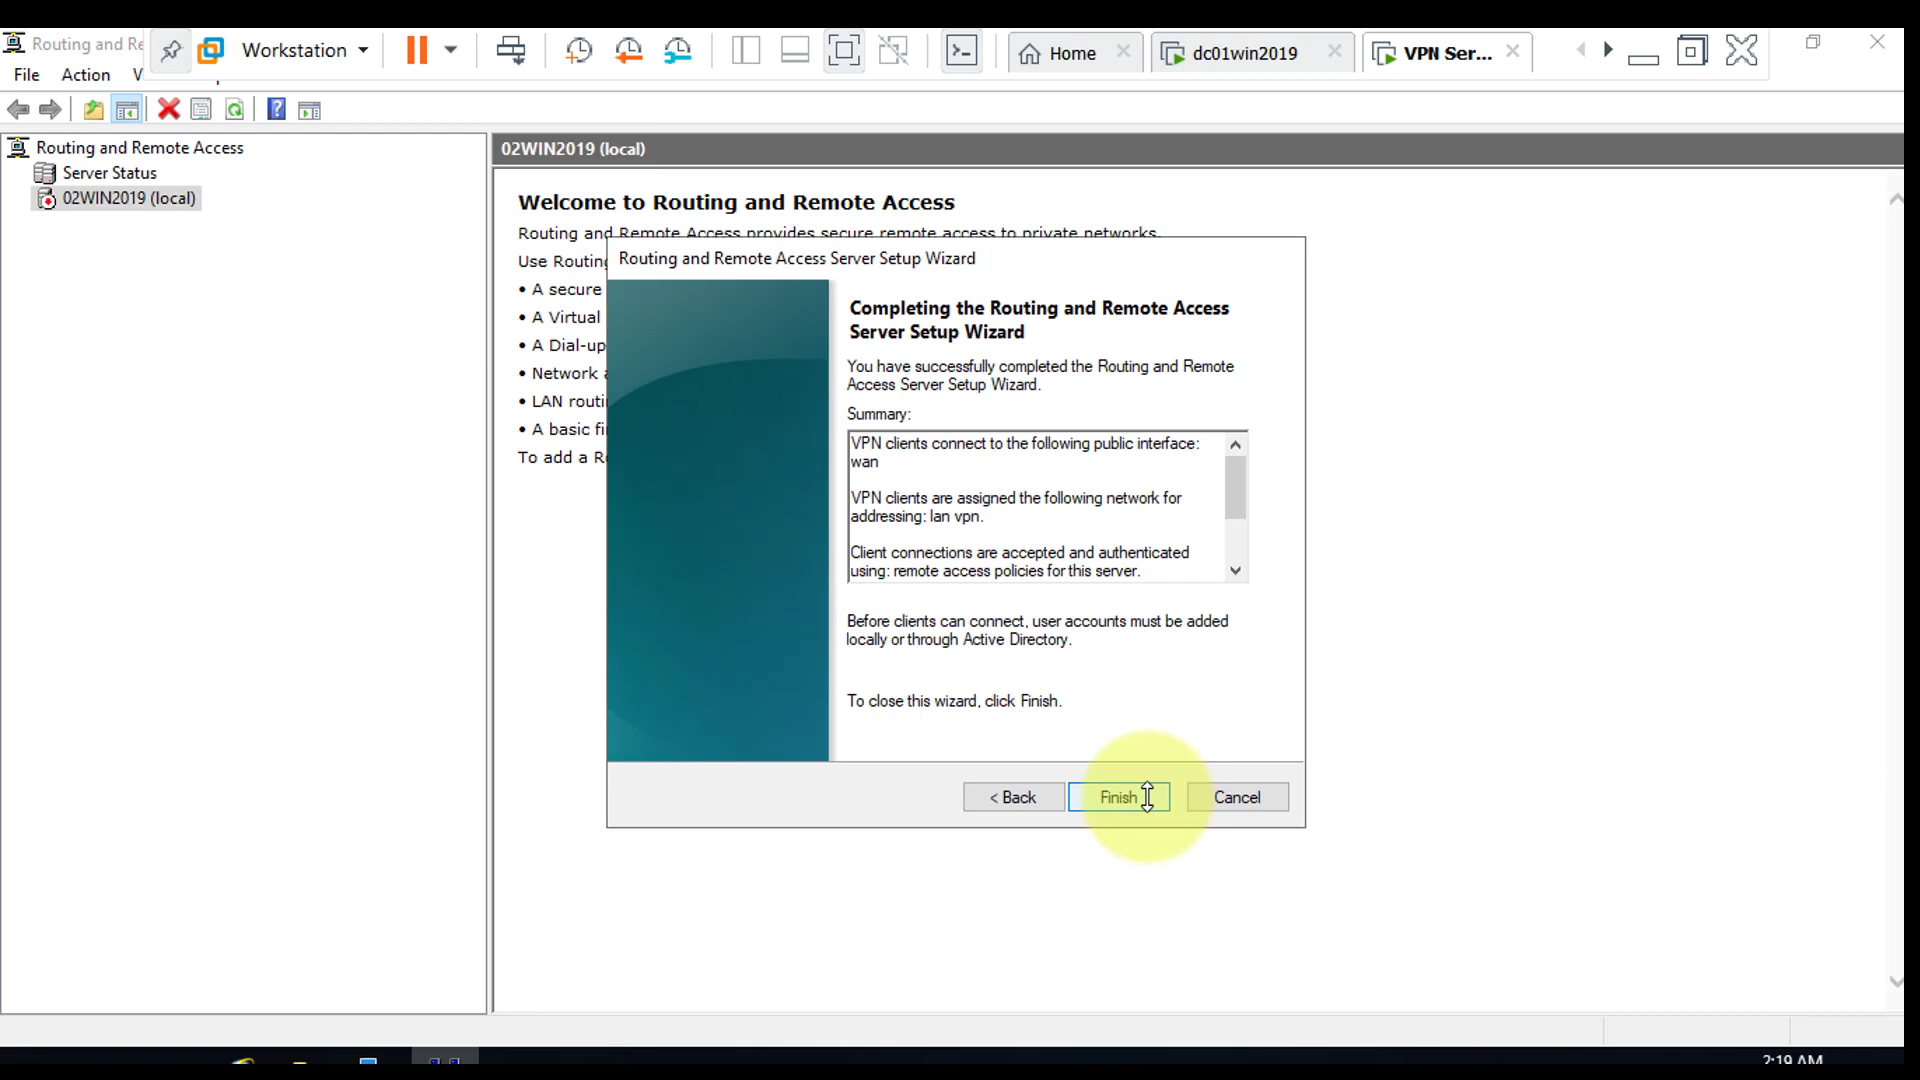 Routing and Re
Workstation
Home
dc01win2019
VPN Ser...
File
Action
Routing and Remote Access
Server Status
02WIN2019 (local)
02WIN2019 (local)
Welcome to Routing and Remote Access
Routing and Remote Access provides secure remote access to private networks.
Use Routing
• A secure
• A Virtual
• A Dial-up
• Network a
• LAN routi
• A basic fi
To add a Ro
Routing and Remote Access Server Setup Wizard
Completing the Routing and Remote Access
Server Setup Wizard
You have successfully completed the Routing and Remote
Access Server Setup Wizard.
Summary:
VPN clients connect to the following public interface:
wan
VPN clients are assigned the following network for
addressing: lan vpn.
Client connections are accepted and authenticated
using: remote access policies for this server.
Before clients can connect, user accounts must be added
locally or through Active Directory.
To close this wizard, click Finish.
< Back
Finish
Cancel
2:19 AM